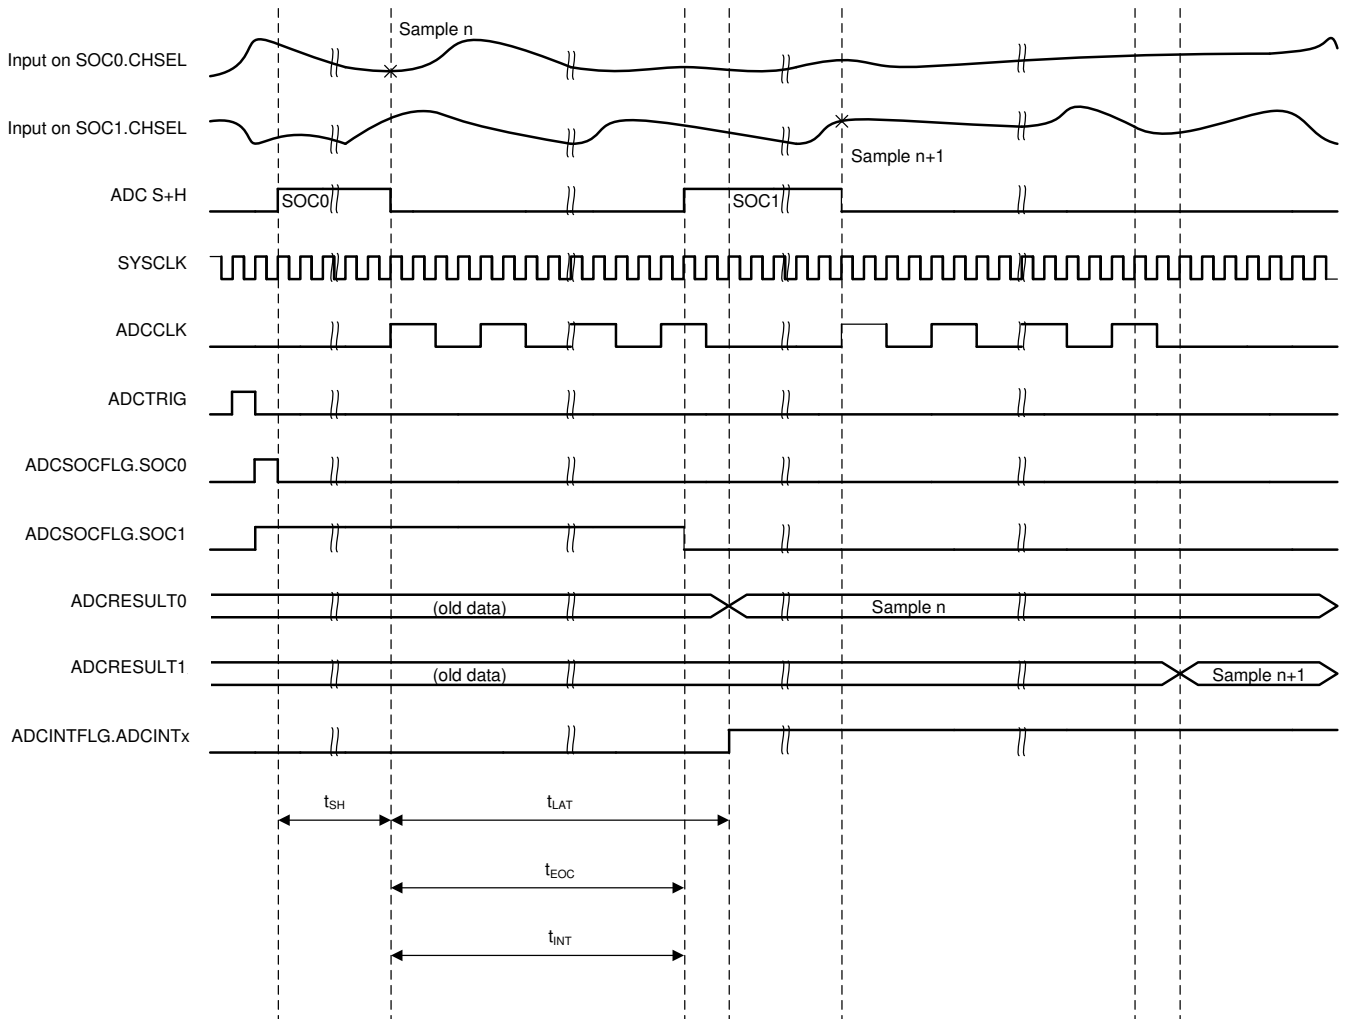 Sample n
Input on SOC0.CHSEL
Input on SOC1.CHSEL
Sample n+1
ADC S+H
SOC0
SOC1
SYSCLK
ADCCLK
ADCTRIG
ADCSOCFLG.SOC0
ADCSOCFLG.SOC1
ADCRESULT0
(old data)
Sample n
ADCRESULT1
(old data)
Sample n+1
ADCINTFLG.ADCINTx
tSH
tLAT
tEOC
tINT